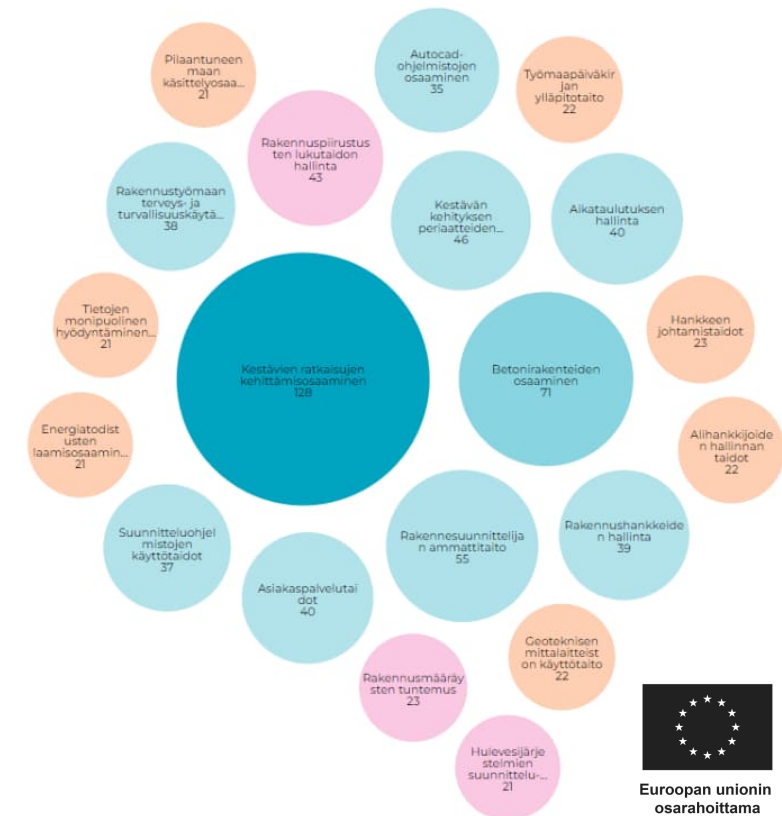 Autocad-
ohjelmistojen
osaaminen
35
Pilaantuneen
maan
käsittelyosaa...
21
Työmaapäiväkir
jan
ylläpitotaito
22
Rakennuspiirustus
ten lukutaidon
hallinta
43
Rakennustyömaan
terveys- ja
turvallisuuskäytä...
38
Kestävän
kehityksen
periaatteiden...
46
Aikataulutuksen
hallinta
40
Tietojen
monipuolinen
hyödyntäminen...
21
Hankkeen
johtamistaidot
23
Kestävien ratkaisujen
kehittämisosaaminen
128
Betonirakenteiden
osaaminen
71
Energiatodist
usten
laamisosaamin...
21
Alihankkijoide
n hallinnan
taidot
22
Suunnitteluohjel
mistojen
käyttötaidot
37
Rakennesuunnittelija
n ammattitaito
55
Rakennushankkeide
n hallinta
39
Asiakaspalvelutai
dot
40
Geoteknisen
mittalaitteist
on käyttötaito
22
Rakennusmääräy
sten tuntemus
23
Hulevesijärje
stelmien
suunnittelu-...
21
Euroopan unionin
osarahoittama